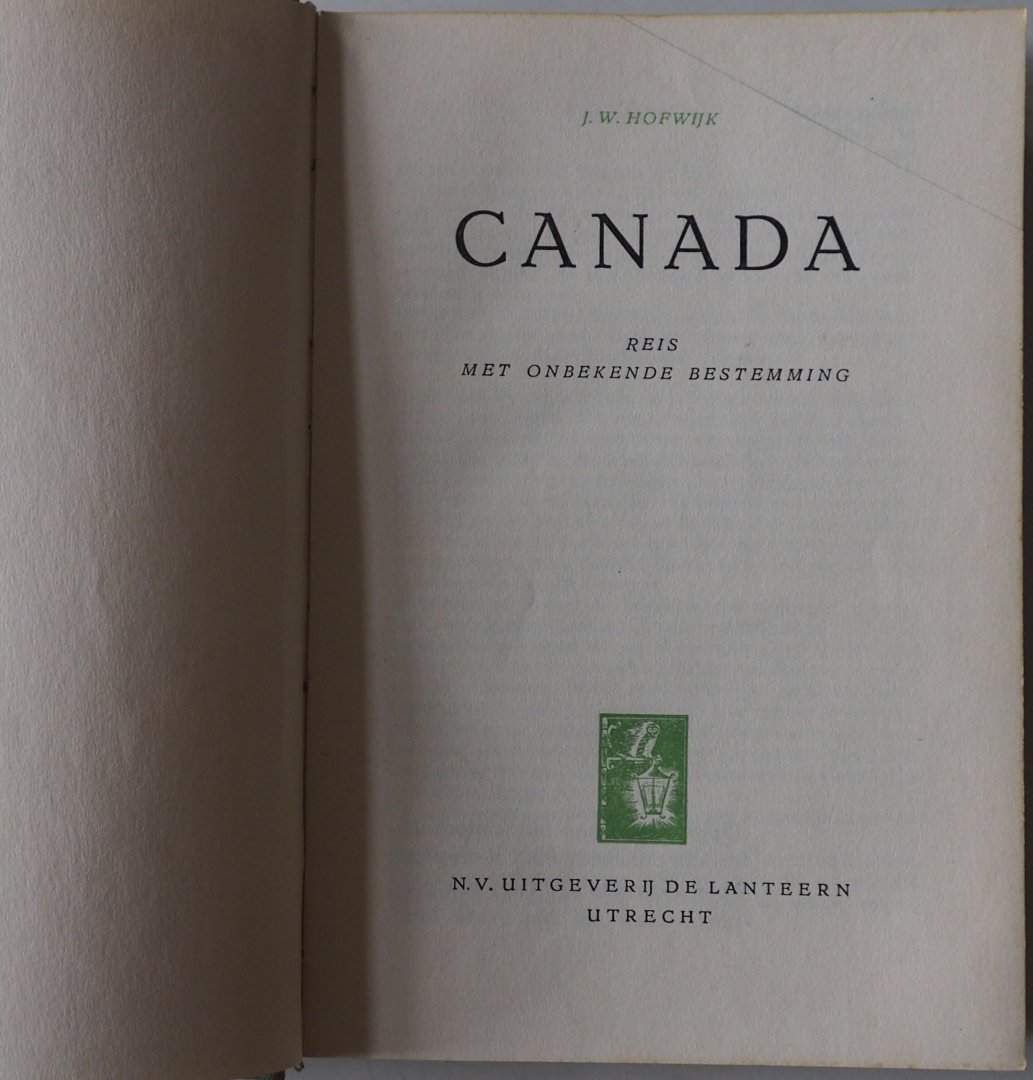 J. W. HOFWIJK
CANADA
REIS
MET ONBEKENDE BESTEMMING
N.V. UITGEVERIJ DE LANTEERN
UTRECHT